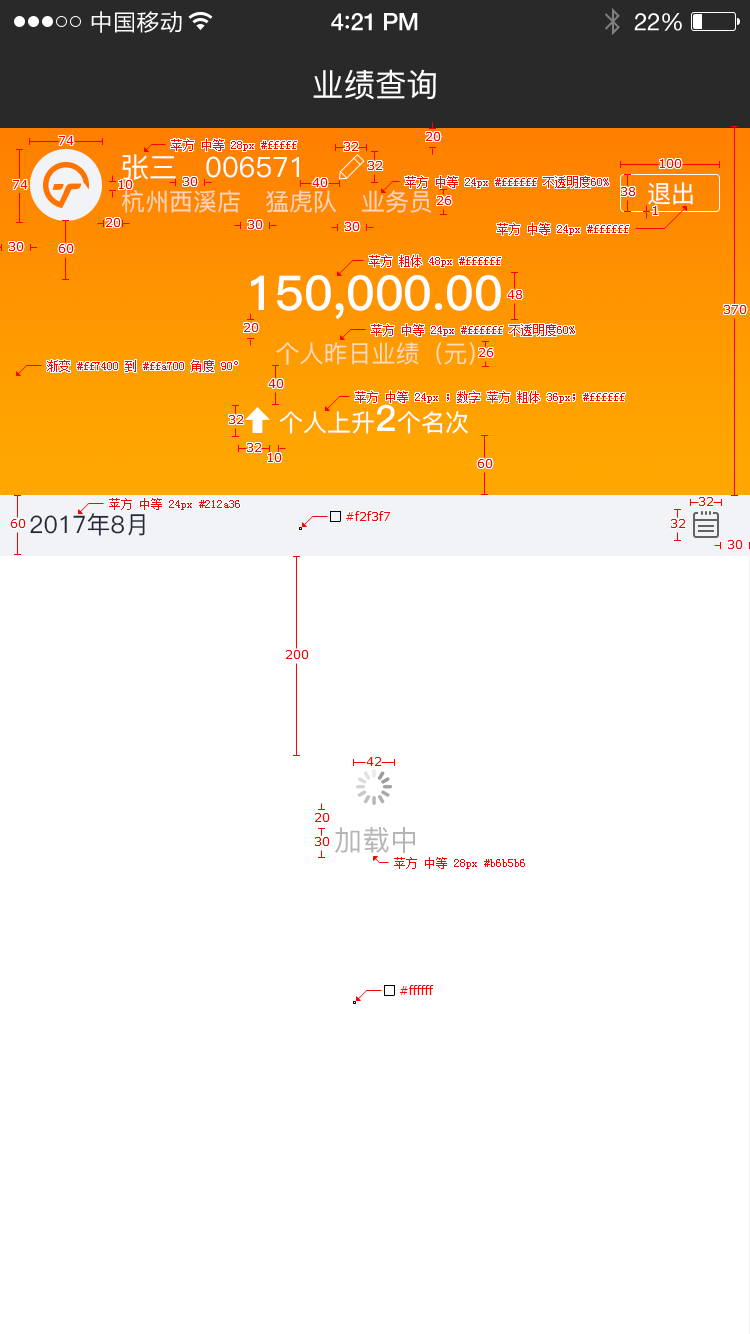 中国移动 4:21 PM 22%
业绩查询
74 20
苹方 中等 28px #fffff 32 100
张三 006571 32
74 10 30 40 苹方 中等 24px #ffffff 不透明度60% 38 退出
杭州西溪店 猛虎队 业务员 26 1
20 30 30 苹方 中等 24px #ffffff
30 60
苹方 粗体 48px #ffffff
150,000.00 48
370
20 苹方 中等 24px #ffffff 不透明度60%
个人昨日业绩（元） 26
渐变 #ff7400 到 #ffa700 角度 90°
40
苹方 中等 24px ；数字 苹方 粗体 36px；#ffffff
32 个人上升2个名次
32 10 60
苹方 中等 24px #212a36 32
60 2017年8月 #f2f3f7 32
30
200
42
20
30 加载中
苹方 中等 28px #b6b5b6
#ffffff